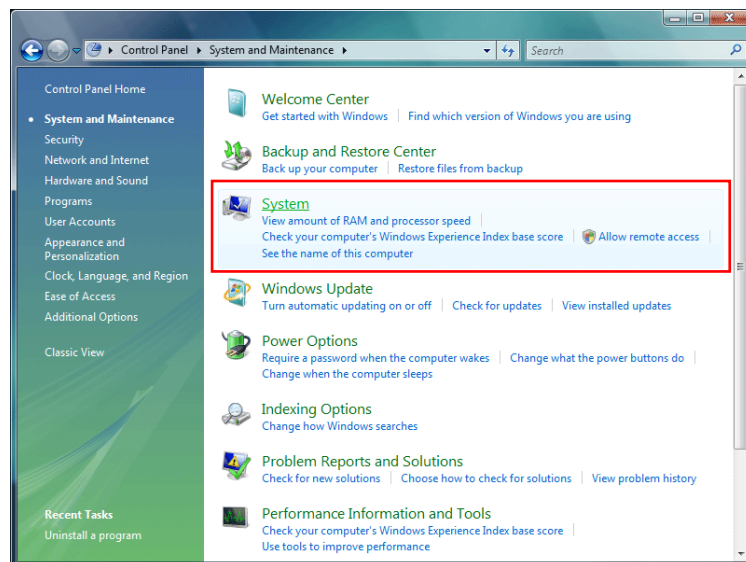 Control Panel
System and Maintenance
Search
Control Panel Home
System and Maintenance
Security
Network and Internet
Hardware and Sound
Programs
User Accounts
Appearance and
Personalization
Clock, Language, and Region
Ease of Access
Additional Options
Classic View
Recent Tasks
Uninstall a program
Welcome Center
Get started with Windows
Find which version of Windows you are using
Backup and Restore Center
Back up your computer
Restore files from backup
System
View amount of RAM and processor speed
Check your computer's Windows Experience Index base score
Allow remote access
See the name of this computer
Windows Update
Turn automatic updating on or off
Check for updates
View installed updates
Power Options
Require a password when the computer wakes
Change what the power buttons do
Change when the computer sleeps
Indexing Options
Change how Windows searches
Problem Reports and Solutions
Check for new solutions
Choose how to check for solutions
View problem history
Performance Information and Tools
Check your computer's Windows Experience Index base score
Use tools to improve performance